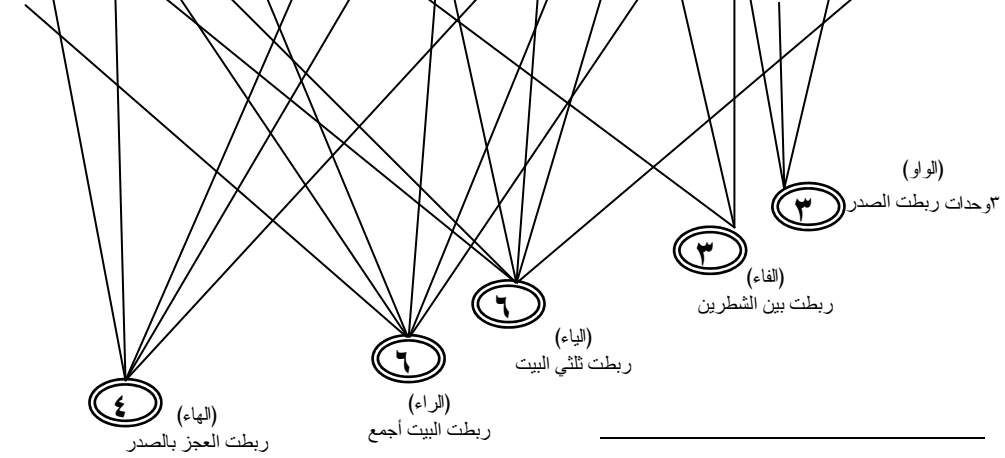 (الواو)
٣وحدات ربطت الصدر
٣
٣
(الفاء)
ربطت بين الشطرين
٦
(الياء)
ربطت ثلثي البيت
٦
(الراء)
ربطت البيت أجمع
٤
(الهاء)
ربطت العجز بالصدر